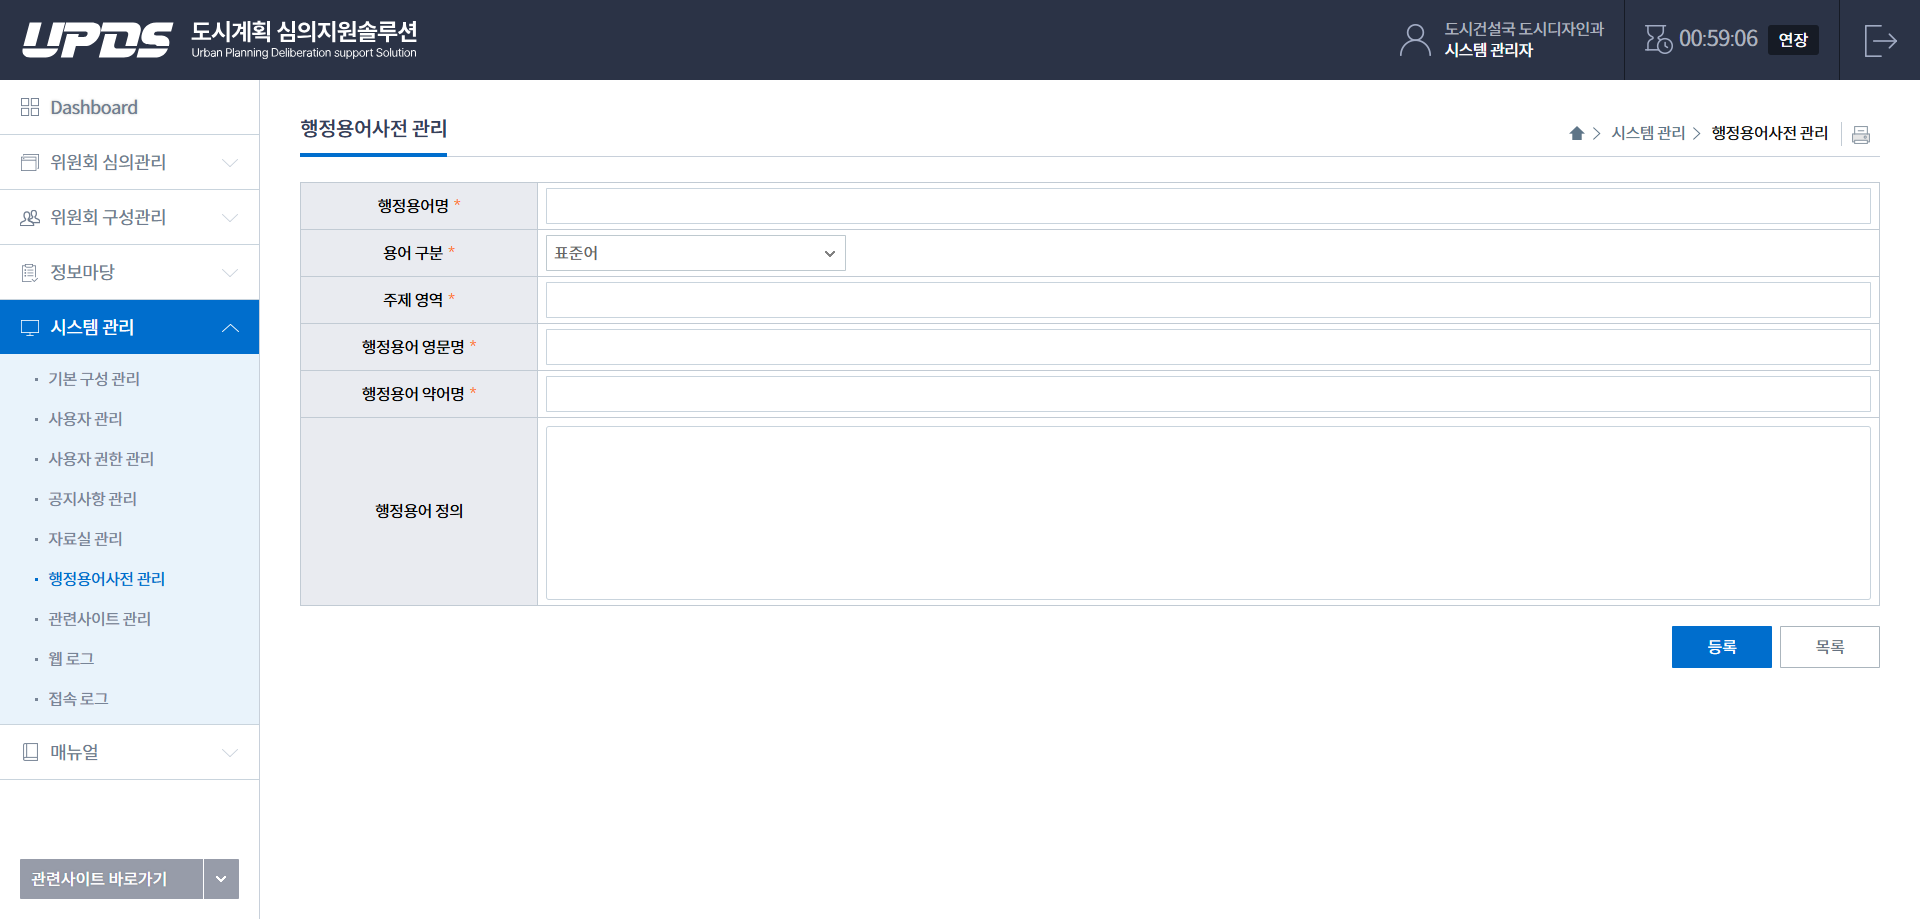 UPDS
도시계획 심의지원솔루션
Urban Planning Deliberation support Solution
도시건설국 도시디자인과
시스템 관리자
00:59:06 연장
Dashboard
위원회 심의관리
위원회 구성관리
정보마당
시스템 관리
· 기본 구성 관리
· 사용자 관리
· 사용자 권한 관리
· 공지사항 관리
· 자료실 관리
· 행정용어사전 관리
· 관련사이트 관리
· 웹 로그
· 접속 로그
매뉴얼
관련사이트 바로가기
행정용어사전 관리
시스템 관리 > 행정용어사전 관리
행정용어명 *
용어 구분 * 표준어
주제 영역 *
행정용어 영문명 *
행정용어 약어명 *
행정용어 정의
등록 목록